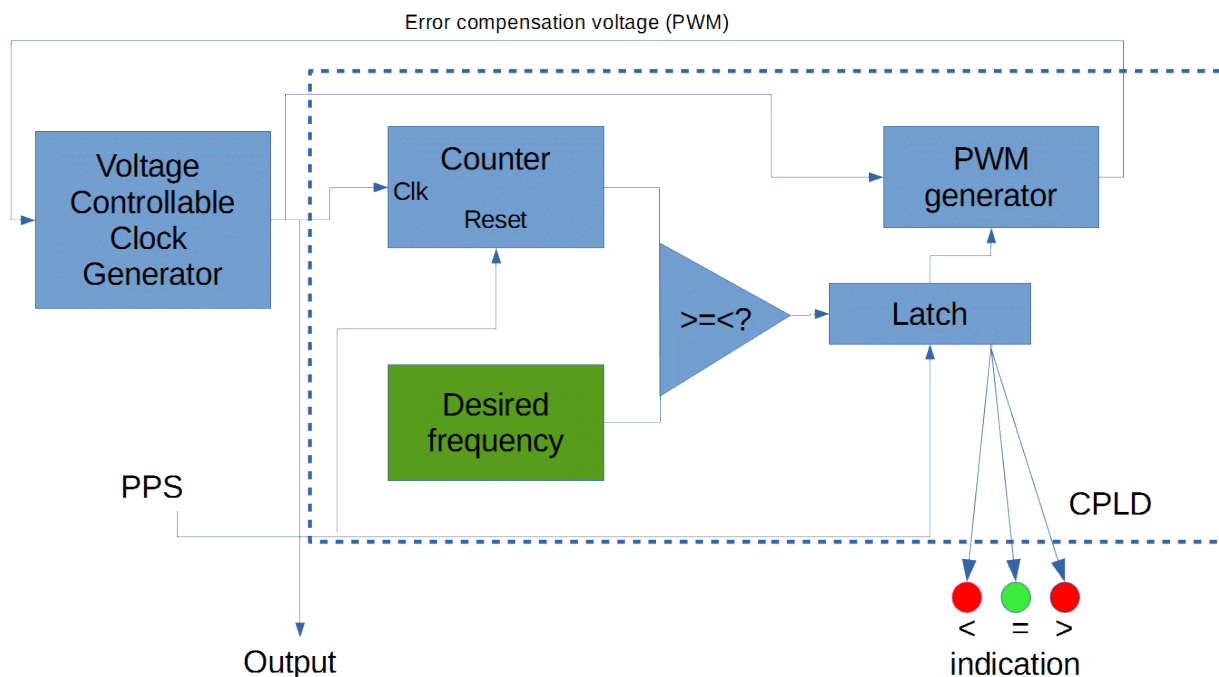 Error compensation voltage (PWM)
Voltage
Controllable
Clock
Generator
Counter
Clk
Reset
PWM
generator
>=<?
Latch
Desired
frequency
PPS
CPLD
< = >
Output
indication